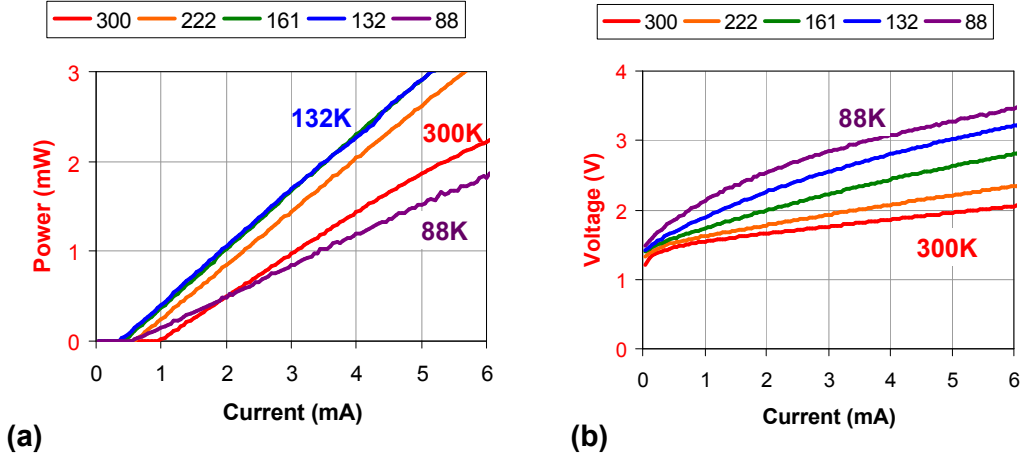 300 222 161 132 88
3
2
1
0
Power (mW)
132K
300K
88K
0 1 2 3 4 5 6
Current (mA)
(a)
300 222 161 132 88
4
3
2
1
0
Voltage (V)
88K
300K
0 1 2 3 4 5 6
Current (mA)
(b)